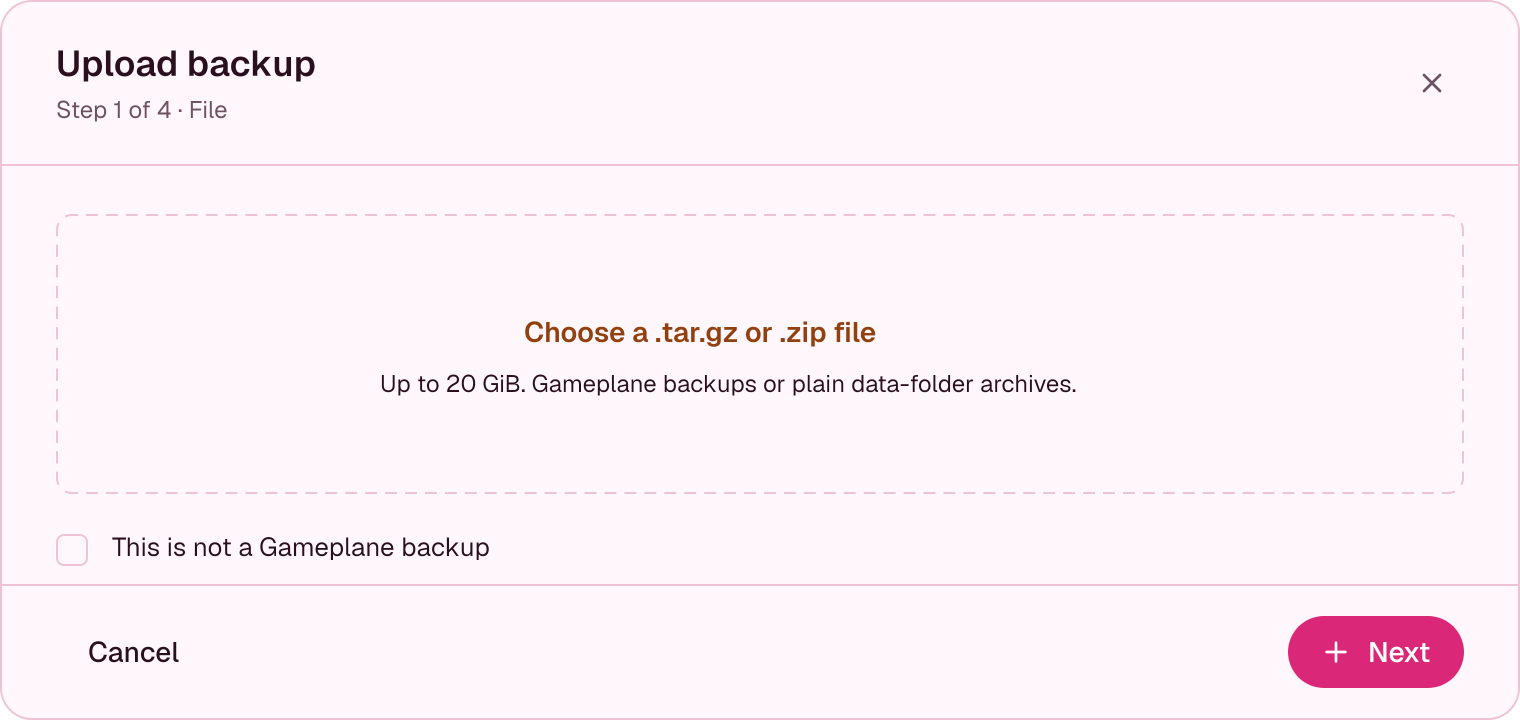 Upload backup
Step 1 of 4 · File
Choose a .tar.gz or .zip file
Up to 20 GiB. Gameplane backups or plain data-folder archives.
This is not a Gameplane backup
Cancel
Next